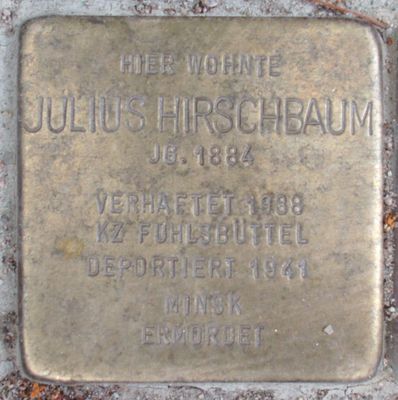 HIER WOHNTE
JULIUS HIRSCHBAUM
JG. 1884
VERHAFTET 1938
KZ FUHLSBÜTTEL
DEPORTIERT 1941
MINSK
ERMORDET